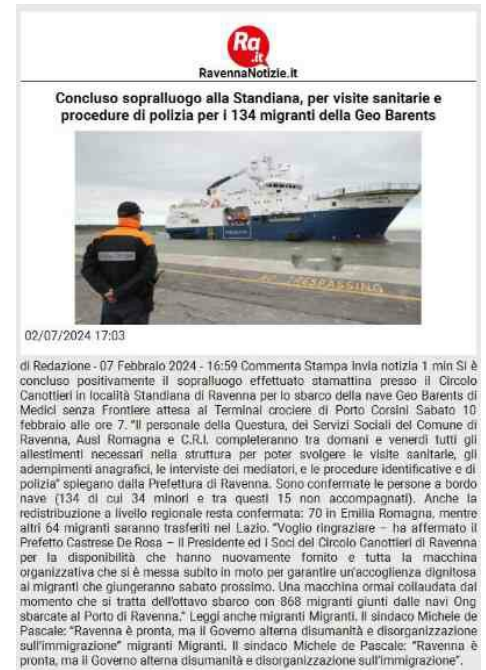 Ra
.it
RavennaNotizie.it
Concluso sopralluogo alla Standiana, per visite sanitarie e
procedure di polizia per i 134 migranti della Geo Barents
NO TRESPASSING
02/07/2024 17:03
di Redazione - 07 Febbraio 2024 - 16:59 Commenta Stampa Invia notizia 1 min Si è
concluso positivamente il sopralluogo effettuato stamattina presso il Circolo
Canottieri in località Standiana di Ravenna per lo sbarco della nave Geo Barents di
Medici senza Frontiere attesa al Terminal crociere di Porto Corsini Sabato 10
febbraio alle ore 7. "Il personale della Questura, dei Servizi Sociali del Comune di
Ravenna, Ausl Romagna e C.R.I. completeranno tra domani e venerdì tutti gli
allestimenti necessari nella struttura per poter svolgere le visite sanitarie, gli
adempimenti anagrafici, le interviste dei mediatori, e le procedure identificative e di
polizia" spiegano dalla Prefettura di Ravenna. Sono confermate le persone a bordo
nave (134 di cui 34 minori e tra questi 15 non accompagnati). Anche la
redistribuzione a livello regionale resta confermata: 70 in Emilia Romagna, mentre
altri 64 migranti saranno trasferiti nel Lazio. "Voglio ringraziare – ha affermato il
Prefetto Castrese De Rosa – Il Presidente ed I Soci del Circolo Canottieri di Ravenna
per la disponibilità che hanno nuovamente fornito e tutta la macchina
organizzativa che si è messa subito in moto per garantire un'accoglienza dignitosa
ai migranti che giungeranno sabato prossimo. Una macchina ormai collaudata dal
momento che si tratta dell'ottavo sbarco con 868 migranti giunti dalle navi Ong
sbarcate al Porto di Ravenna." Leggi anche migranti Migranti. Il sindaco Michele de
Pascale: "Ravenna è pronta, ma il Governo alterna disumanità e disorganizzazione
sull'immigrazione" migranti Migranti. Il sindaco Michele de Pascale: "Ravenna è
pronta, ma il Governo alterna disumanità e disorganizzazione sull'immigrazione".